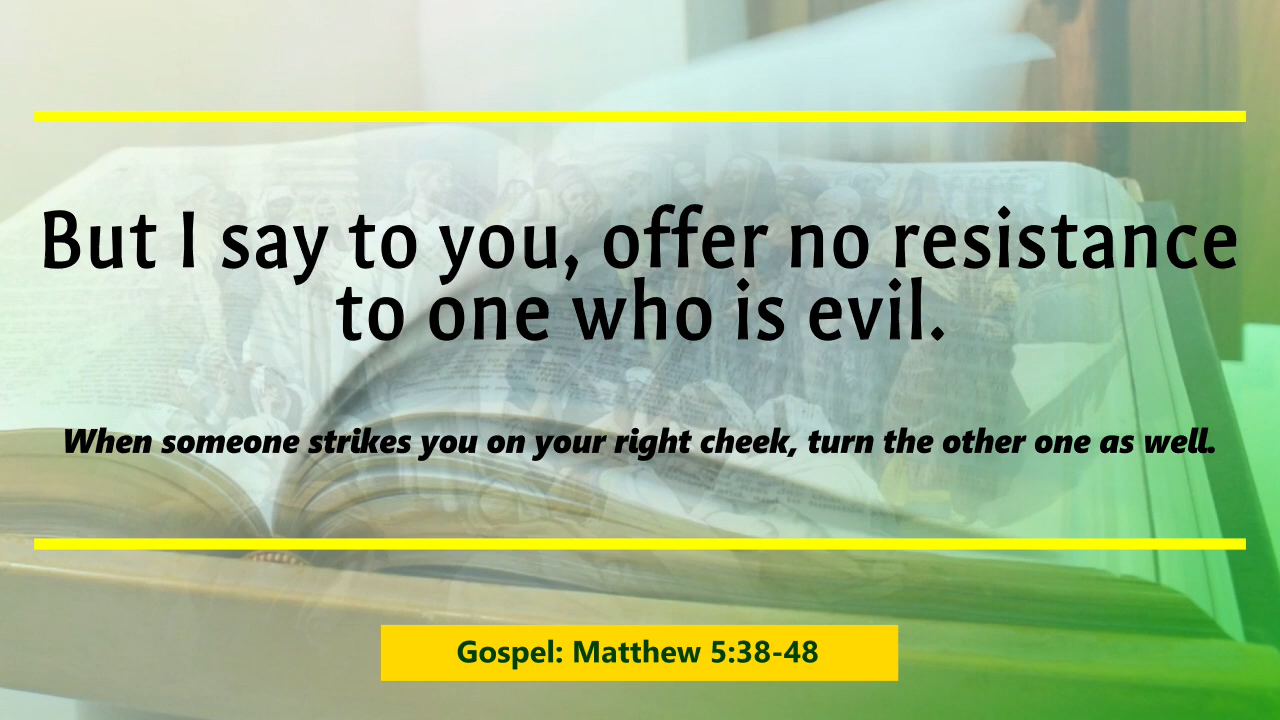 But I say to you, offer no resistance
to one who is evil.
When someone strikes you on your right cheek, turn the other one as well.
Gospel: Matthew 5:38-48